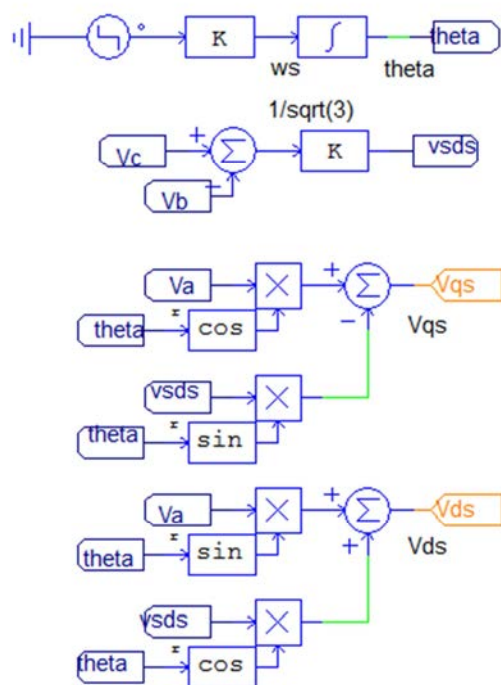 K
theta
ws
theta
1/sqrt(3)
+
Vc
Σ
K
vsds
Vb
−
Va
×
+
Σ
Vqs
theta
r
cos
−
Vqs
vsds
×
theta
r
sin
Va
×
+
Σ
Vds
theta
r
sin
+
Vds
vsds
×
theta
r
cos